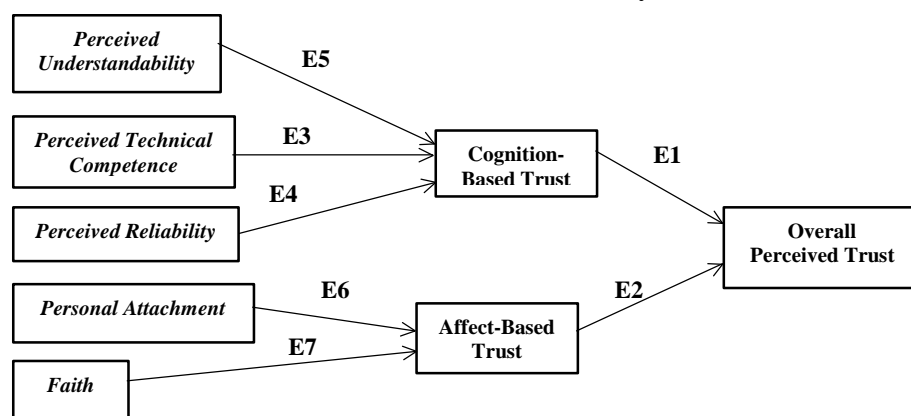 Perceived
Understandability
E5
Perceived Technical
Competence
E3
Cognition-
Based Trust
E1
E4
Perceived Reliability
Overall
Perceived Trust
Personal Attachment
E6
E2
Affect-Based
Trust
E7
Faith